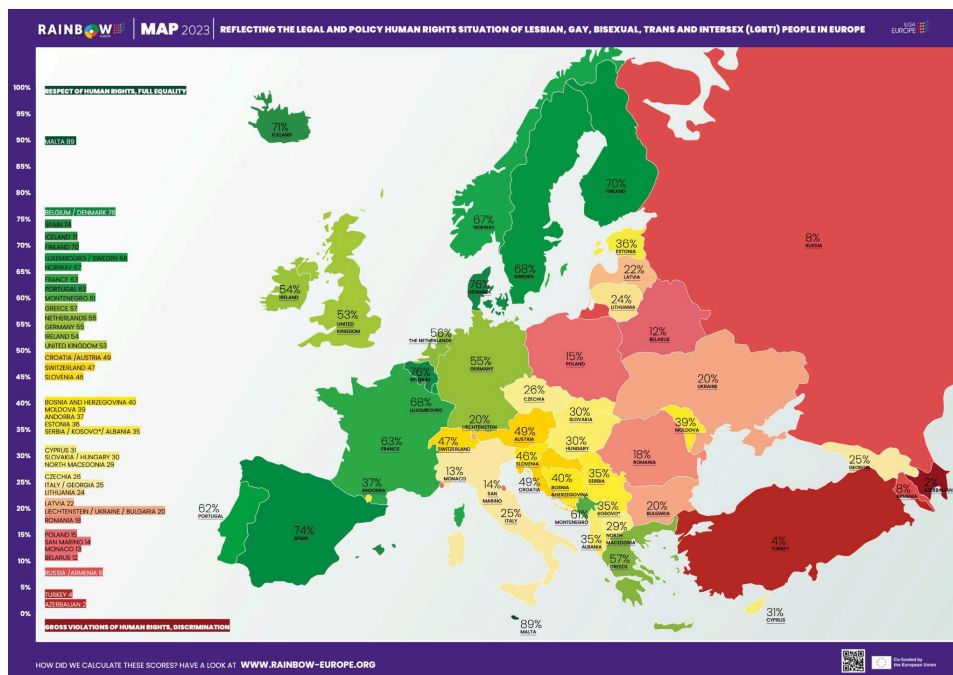 RAINBOW EUROPE | MAP 2023 | REFLECTING THE LEGAL AND POLICY HUMAN RIGHTS SITUATION OF LESBIAN, GAY, BISEXUAL, TRANS AND INTERSEX (LGBTI) PEOPLE IN EUROPE
ILGA EUROPE
100%
RESPECT OF HUMAN RIGHTS, FULL EQUALITY
95%
90%
MALTA 89
85%
80%
75%
BELGIUM / DENMARK 76
SPAIN 74
70%
ICELAND 71
FINLAND 70
65%
LUXEMBOURG / SWEDEN 68
NORWAY 67
FRANCE 63
PORTUGAL 62
60%
MONTENEGRO 61
GREECE 57
55%
NETHERLANDS 56
GERMANY 55
IRELAND 54
50%
UNITED KINGDOM 53
CROATIA /AUSTRIA 49
SWITZERLAND 47
45%
SLOVENIA 46
40%
BOSNIA AND HERZEGOVINA 40
MOLDOVA 39
ANDORRA 37
ESTONIA 36
35%
SERBIA / KOSOVO*/ ALBANIA 35
CYPRUS 31
30%
SLOVAKIA / HUNGARY 30
NORTH MACEDONIA 29
CZECHIA 26
25%
ITALY / GEORGIA 25
LITHUANIA 24
LATVIA 22
20%
LIECHTENSTEIN / UKRAINE / BULGARIA 20
ROMANIA 18
15%
POLAND 15
SAN MARINO 14
MONACO 13
BELARUS 12
10%
RUSSIA /ARMENIA 8
5%
TURKEY 4
AZERBAIJAN 2
0%
GROSS VIOLATIONS OF HUMAN RIGHTS, DISCRIMINATION
71%
ICELAND
70%
FINLAND
67%
NORWAY
68%
SWEDEN
8%
RUSSIA
36%
ESTONIA
22%
LATVIA
24%
LITHUANIA
76%
DENMARK
54%
IRELAND
53%
UNITED
KINGDOM
56%
THE NETHERLANDS
12%
BELARUS
15%
POLAND
55%
GERMANY
76%
BELGIUM
68%
LUXEMBOURG
20%
UKRAINE
26%
CZECHIA
30%
SLOVAKIA
20%
LIECHTENSTEIN
49%
AUSTRIA
39%
MOLDOVA
63%
FRANCE
47%
SWITZERLAND
30%
HUNGARY
18%
ROMANIA
46%
SLOVENIA
25%
GEORGIA
13%
MONACO
14%
SAN
MARINO
49%
CROATIA
40%
BOSNIA
&HERZEGOVINA
35%
SERBIA
37%
ANDORRA
8%
ARMENIA
2%
AZERBAIJAN
62%
PORTUGAL
74%
SPAIN
25%
ITALY
61%
MONTENEGRO
35%
KOSOVO*
20%
BULGARIA
29%
NORTH
MACEDONIA
35%
ALBANIA
57%
GREECE
4%
TURKEY
89%
MALTA
31%
CYPRUS
HOW DID WE CALCULATE THESE SCORES? HAVE A LOOK AT WWW.RAINBOW-EUROPE.ORG
Co-funded by
the European Union